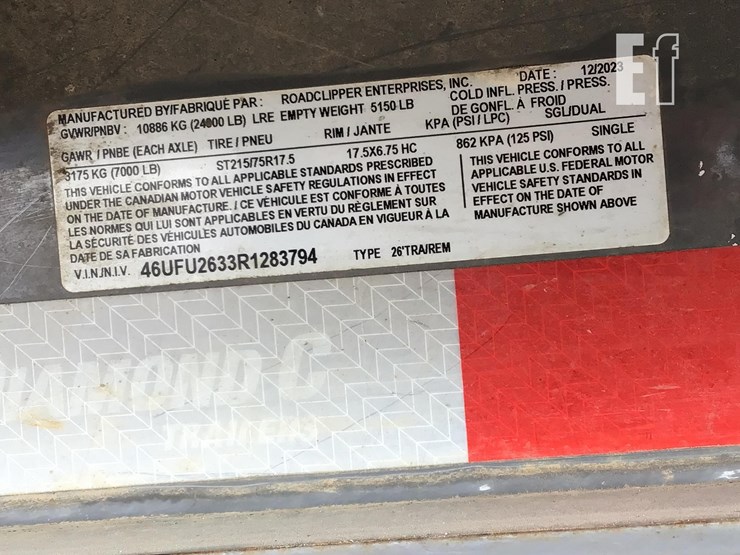 Ef
MANUFACTURED BY/FABRIQUÉ PAR : ROADCLIPPER ENTERPRISES, INC. DATE : 12/2023
GVWR/PNBV : 10886 KG (24000 LB) LRE EMPTY WEIGHT 5150 LB COLD INFL. PRESS./ PRESS. DE GONFL. À FROID
GAWR / PNBE (EACH AXLE) TIRE / PNEU RIM / JANTE KPA (PSI / LPC) SGL/DUAL
3175 KG (7000 LB) ST215/75R17.5 17.5X6.75 HC 862 KPA (125 PSI) SINGLE
THIS VEHICLE CONFORMS TO ALL APPLICABLE STANDARDS PRESCRIBED
UNDER THE CANADIAN MOTOR VEHICLE SAFETY REGULATIONS IN EFFECT
ON THE DATE OF MANUFACTURE. / CE VÉHICULE EST CONFORME À TOUTES
LES NORMES QUI LUI SONT APPLICABLES EN VERTU DU RÈGLEMENT SUR
LA SÉCURITÉ DES VÉHICULES AUTOMOBILES DU CANADA EN VIGUEUR À LA
DATE DE SA FABRICATION
THIS VEHICLE CONFORMS TO ALL
APPLICABLE U.S. FEDERAL MOTOR
VEHICLE SAFETY STANDARDS IN
EFFECT ON THE DATE OF
MANUFACTURE SHOWN ABOVE
V.I.N./N.I.V. 46UFU2633R1283794 TYPE 26'TRA/REM
DIAMOND C
TRAILERS